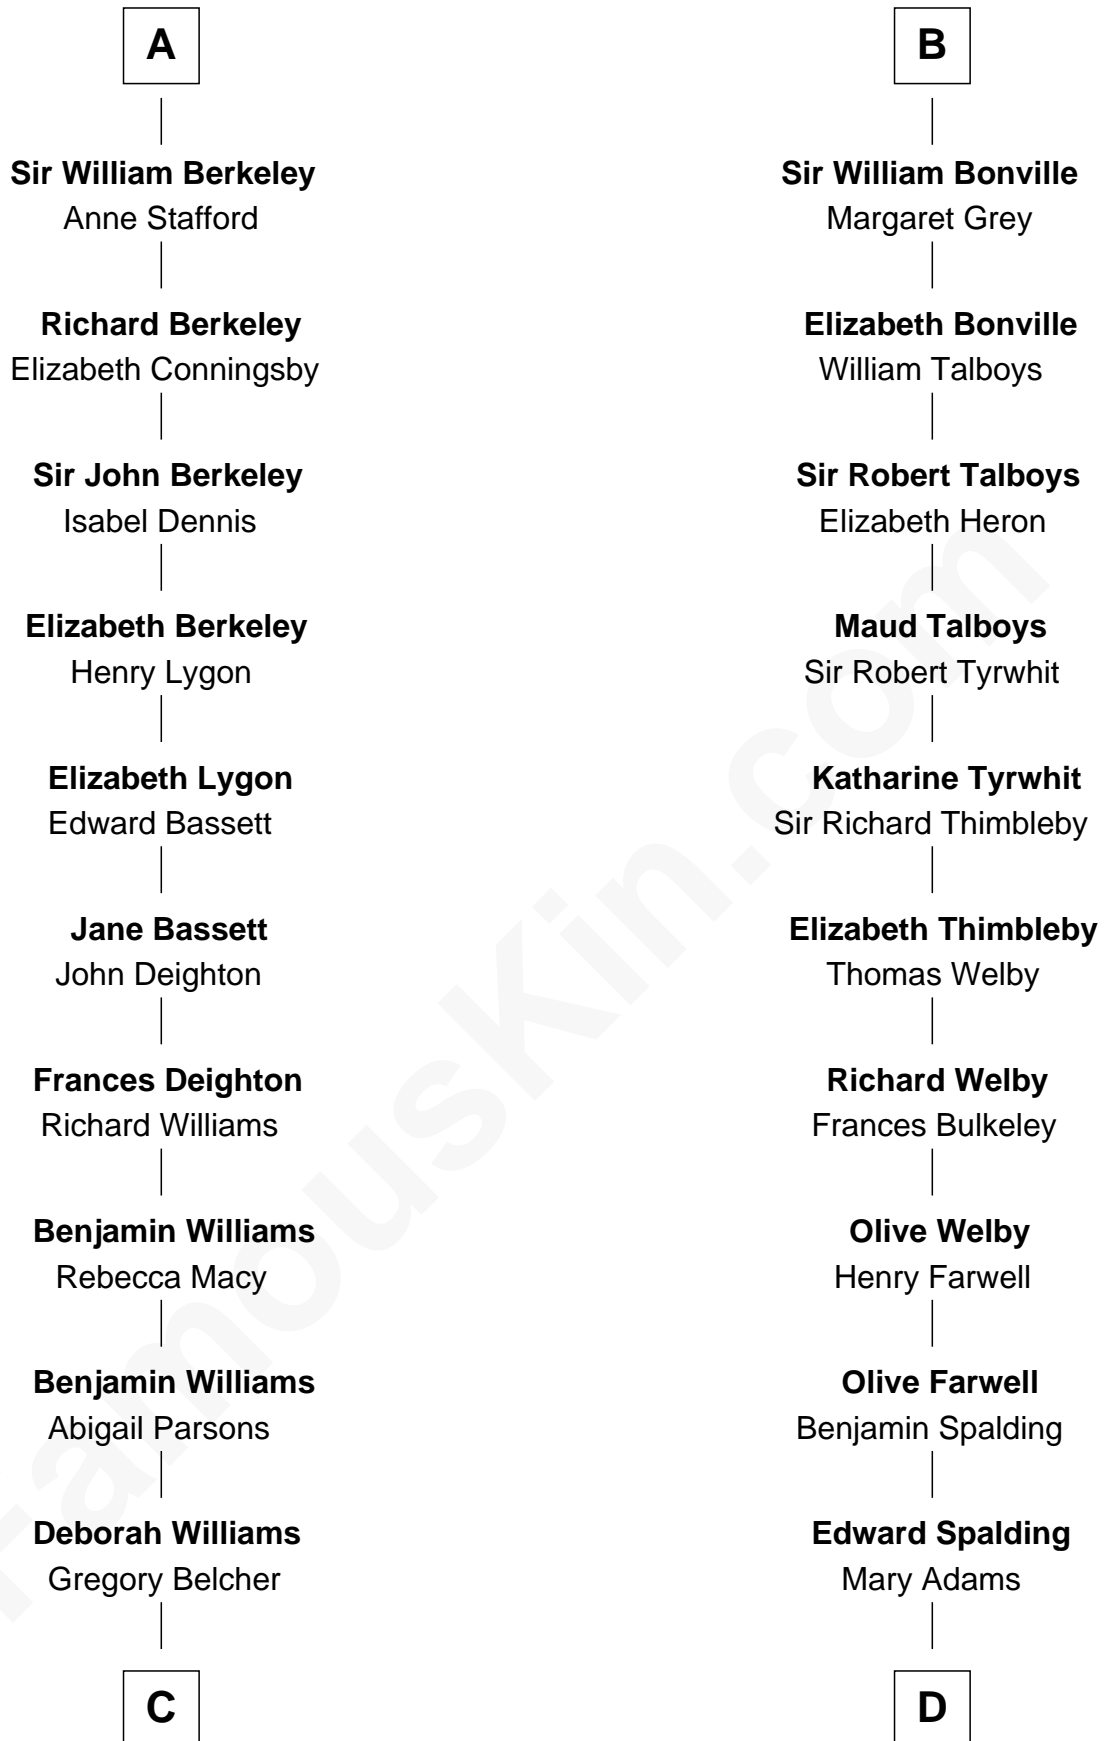 A
Sir William Berkeley
Anne Stafford
Richard Berkeley
Elizabeth Conningsby
Sir John Berkeley
Isabel Dennis
Elizabeth Berkeley
Henry Lygon
Elizabeth Lygon
Edward Bassett
Jane Bassett
John Deighton
Frances Deighton
Richard Williams
Benjamin Williams
Rebecca Macy
Benjamin Williams
Abigail Parsons
Deborah Williams
Gregory Belcher
C
B
Sir William Bonville
Margaret Grey
Elizabeth Bonville
William Talboys
Sir Robert Talboys
Elizabeth Heron
Maud Talboys
Sir Robert Tyrwhit
Katharine Tyrwhit
Sir Richard Thimbleby
Elizabeth Thimbleby
Thomas Welby
Richard Welby
Frances Bulkeley
Olive Welby
Henry Farwell
Olive Farwell
Benjamin Spalding
Edward Spalding
Mary Adams
D
FamousKin.com